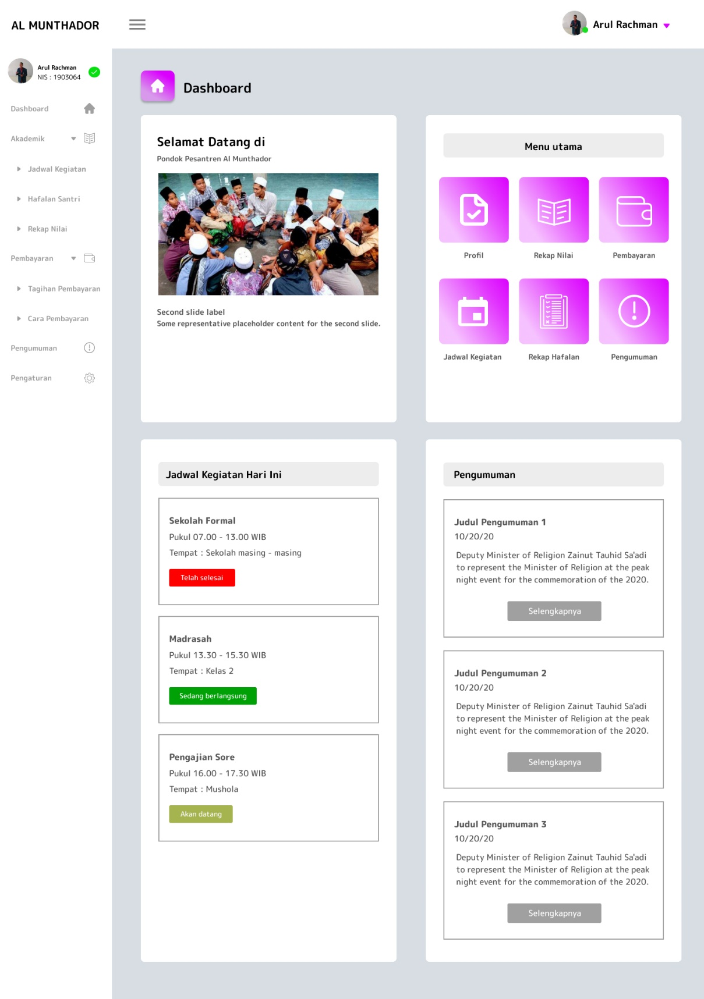 AL MUNTHADOR
Arul Rachman
Arul Rachman
NIS : 1903064
Dashboard
Akademik
Jadwal Kegiatan
Hafalan Santri
Rekap Nilai
Pembayaran
Tagihan Pembayaran
Cara Pembayaran
Pengumuman
Pengaturan
Dashboard
Selamat Datang di
Pondok Pesantren Al Munthador
Second slide label
Some representative placeholder content for the second slide.
Menu utama
Profil
Rekap Nilai
Pembayaran
Jadwal Kegiatan
Rekap Hafalan
Pengumuman
Jadwal Kegiatan Hari Ini
Sekolah Formal
Pukul 07.00 - 13.00 WIB
Tempat : Sekolah masing - masing
Telah selesai
Madrasah
Pukul 13.30 - 15.30 WIB
Tempat : Kelas 2
Sedang berlangsung
Pengajian Sore
Pukul 16.00 - 17.30 WIB
Tempat : Mushola
Akan datang
Pengumuman
Judul Pengumuman 1
10/20/20
Deputy Minister of Religion Zainut Tauhid Sa'adi
to represent the Minister of Religion at the peak
night event for the commemoration of the 2020.
Selengkapnya
Judul Pengumuman 2
10/20/20
Deputy Minister of Religion Zainut Tauhid Sa'adi
to represent the Minister of Religion at the peak
night event for the commemoration of the 2020.
Selengkapnya
Judul Pengumuman 3
10/20/20
Deputy Minister of Religion Zainut Tauhid Sa'adi
to represent the Minister of Religion at the peak
night event for the commemoration of the 2020.
Selengkapnya